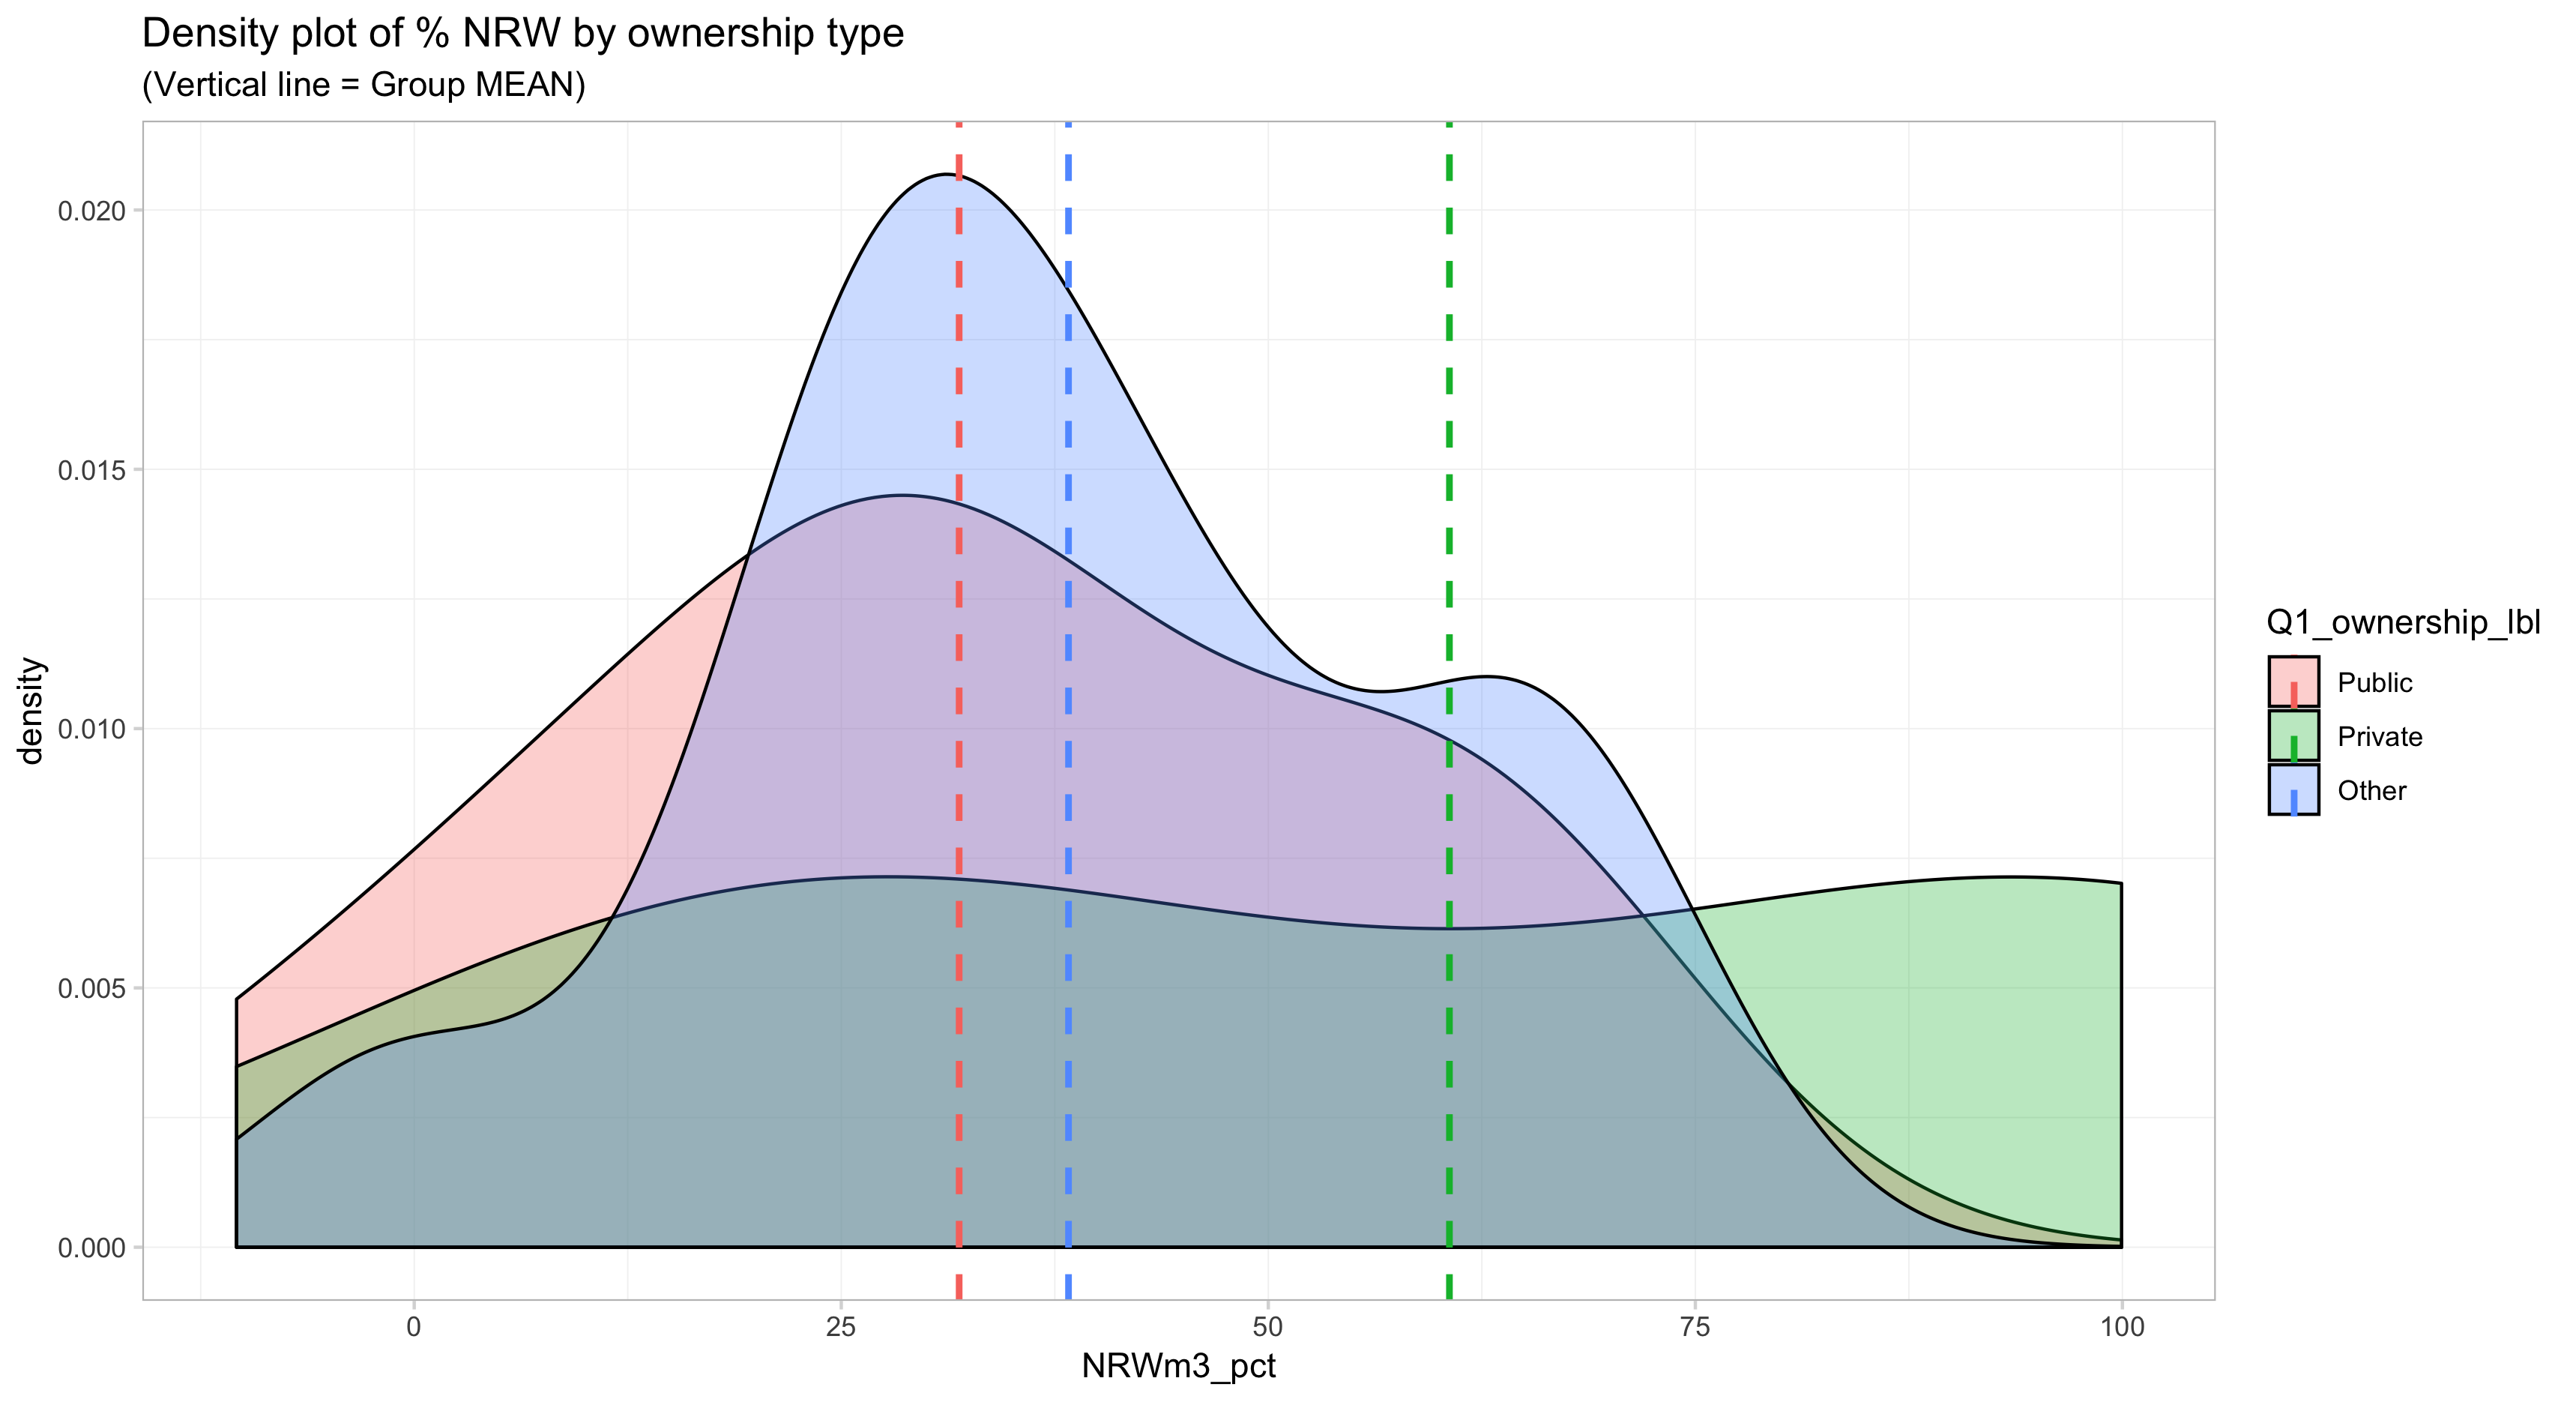 Density plot of % NRW by ownership type
(Vertical line = Group MEAN)
0.020
0.015
0.010
0.005
0.000
density
0
25
50
75
100
NRWm3_pct
Q1_ownership_lbl
Public
Private
Other